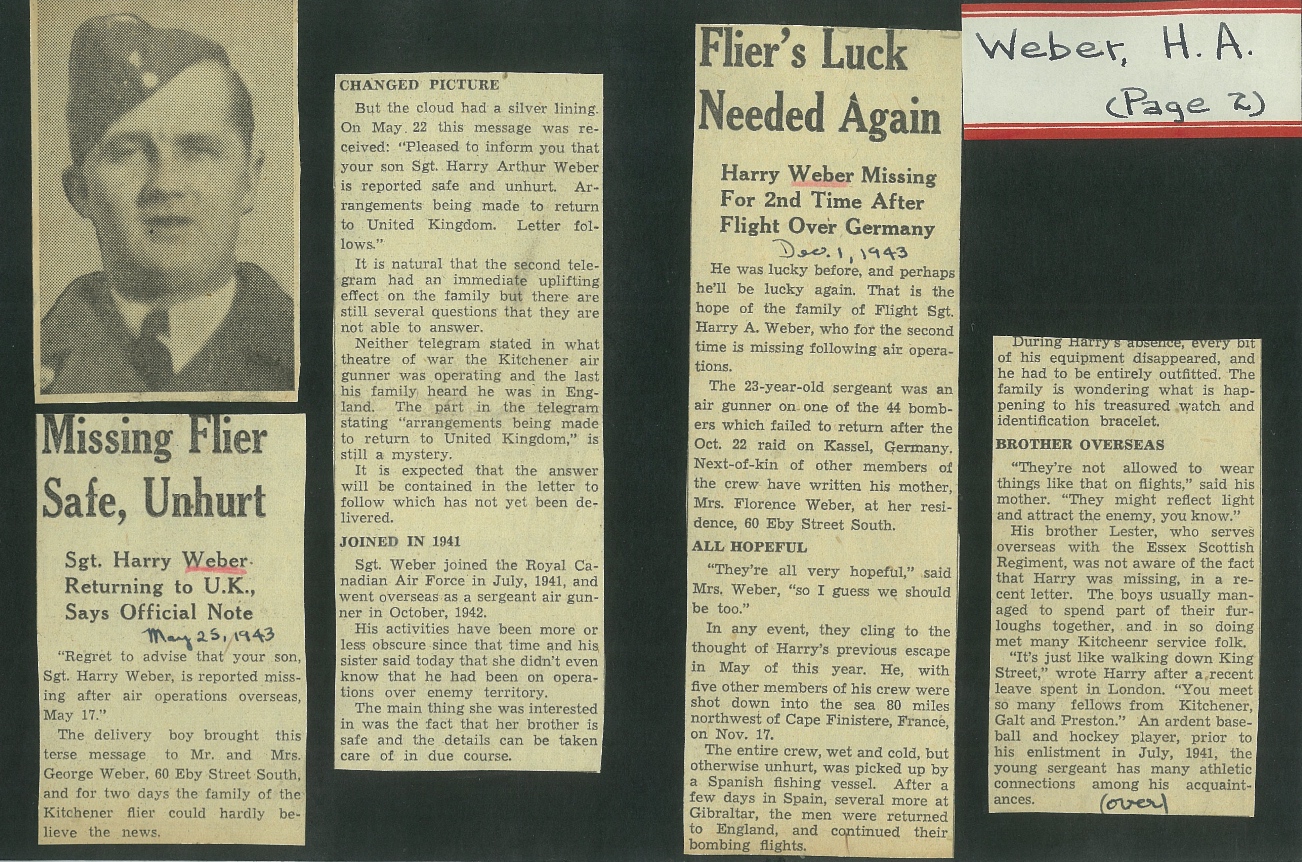 Weber, H. A.
(Page 2)
Missing Flier
Safe, Unhurt
Sgt. Harry Weber
Returning to U.K.,
Says Official Note
May 25, 1943
"Regret to advise that your son,
Sgt. Harry Weber, is reported miss-
ing after air operations overseas,
May 17."
The delivery boy brought this
terse message to Mr. and Mrs.
George Weber, 60 Eby Street South,
and for two days the family of the
Kitchener flier could hardly be-
lieve the news.
CHANGED PICTURE
But the cloud had a silver lining.
On May 22 this message was re-
ceived: "Pleased to inform you that
your son Sgt. Harry Arthur Weber
is reported safe and unhurt. Ar-
rangements being made to return
to United Kingdom. Letter fol-
lows."
It is natural that the second tele-
gram had an immediate uplifting
effect on the family but there are
still several questions that they are
not able to answer.
Neither telegram stated in what
theatre of war the Kitchener air
gunner was operating and the last
his family heard he was in Eng-
land. The part in the telegram
stating "arrangements being made
to return to United Kingdom," is
still a mystery.
It is expected that the answer
will be contained in the letter to
follow which has not yet been de-
livered.
JOINED IN 1941
Sgt. Weber joined the Royal Ca-
nadian Air Force in July, 1941, and
went overseas as a sergeant air gun-
ner in October, 1942.
His activities have been more or
less obscure since that time and his
sister said today that she didn't even
know that he had been on opera-
tions over enemy territory.
The main thing she was interested
in was the fact that her brother is
safe and the details can be taken
care of in due course.
Flier's Luck
Needed Again
Harry Weber Missing
For 2nd Time After
Flight Over Germany
Dec. 1, 1943
He was lucky before, and perhaps
he'll be lucky again. That is the
hope of the family of Flight Sgt.
Harry A. Weber, who for the second
time is missing following air opera-
tions.
The 23-year-old sergeant was an
air gunner on one of the 44 bomb-
ers which failed to return after the
Oct. 22 raid on Kassel, Germany.
Next-of-kin of other members of
the crew have written his mother,
Mrs. Florence Weber, at her resi-
dence, 60 Eby Street South.
ALL HOPEFUL
"They're all very hopeful," said
Mrs. Weber, "so I guess we should
be too."
In any event, they cling to the
thought of Harry's previous escape
in May of this year. He, with
five other members of his crew were
shot down into the sea 80 miles
northwest of Cape Finistere, France,
on Nov. 17.
The entire crew, wet and cold, but
otherwise unhurt, was picked up by
a Spanish fishing vessel. After a
few days in Spain, several more at
Gibraltar, the men were returned
to England, and continued their
bombing flights.
During Harry's absence, every bit
of his equipment disappeared, and
he had to be entirely outfitted. The
family is wondering what is hap-
pening to his treasured watch and
identification bracelet.
BROTHER OVERSEAS
"They're not allowed to wear
things like that on flights," said his
mother. "They might reflect light
and attract the enemy, you know."
His brother Lester, who serves
overseas with the Essex Scottish
Regiment, was not aware of the fact
that Harry was missing, in a re-
cent letter. The boys usually man-
aged to spend part of their fur-
loughs together, and in so doing
met many Kitcheenr service folk.
"It's just like walking down King
Street," wrote Harry after a recent
leave spent in London. "You meet
so many fellows from Kitchener,
Galt and Preston." An ardent base-
ball and hockey player, prior to
his enlistment in July, 1941, the
young sergeant has many athletic
connections among his acquaint-
ances.
(over)